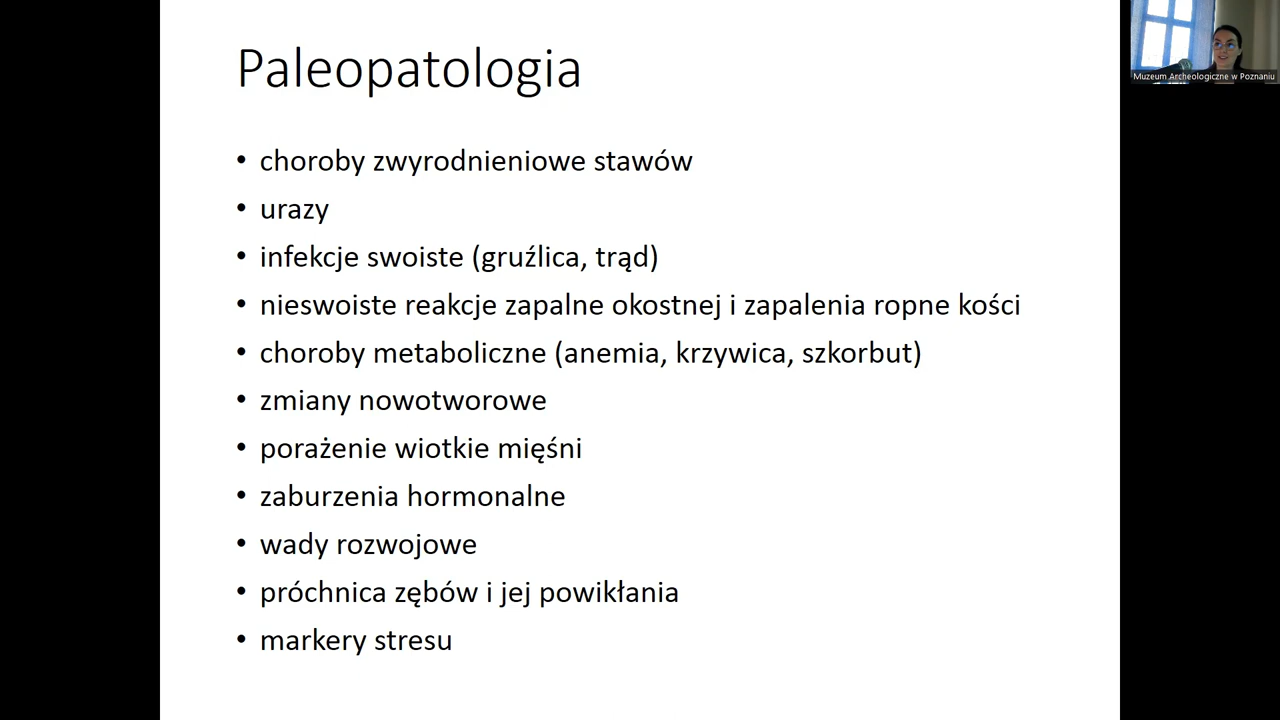 Paleopatologia
• choroby zwyrodnieniowe stawów
• urazy
• infekcje swoiste (gruźlica, trąd)
• nieswoiste reakcje zapalne okostnej i zapalenia ropne kości
• choroby metaboliczne (anemia, krzywica, szkorbut)
• zmiany nowotworowe
• porażenie wiotkie mięśni
• zaburzenia hormonalne
• wady rozwojowe
• próchnica zębów i jej powikłania
• markery stresu
Muzeum Archeologiczne w Poznaniu